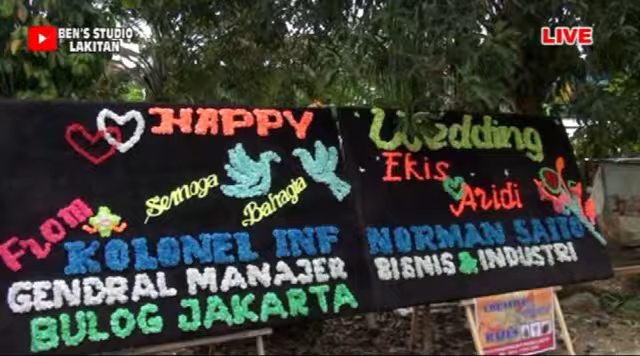 BEN'S STUDIO
LAKITAN
LIVE
HAPPY Wedding
Semoga
Bahagia
Ekis
Aridi
From
KOLONEL INF NORMAN SAITO
GENDRAL MANAJER BISNIS & INDUSTRI
BULOG JAKARTA